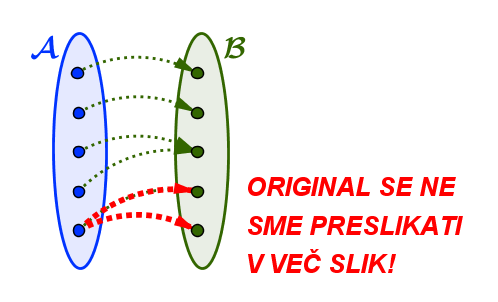 A B
ORIGINAL SE NE
SME PRESLIKATI
V VEČ SLIK!